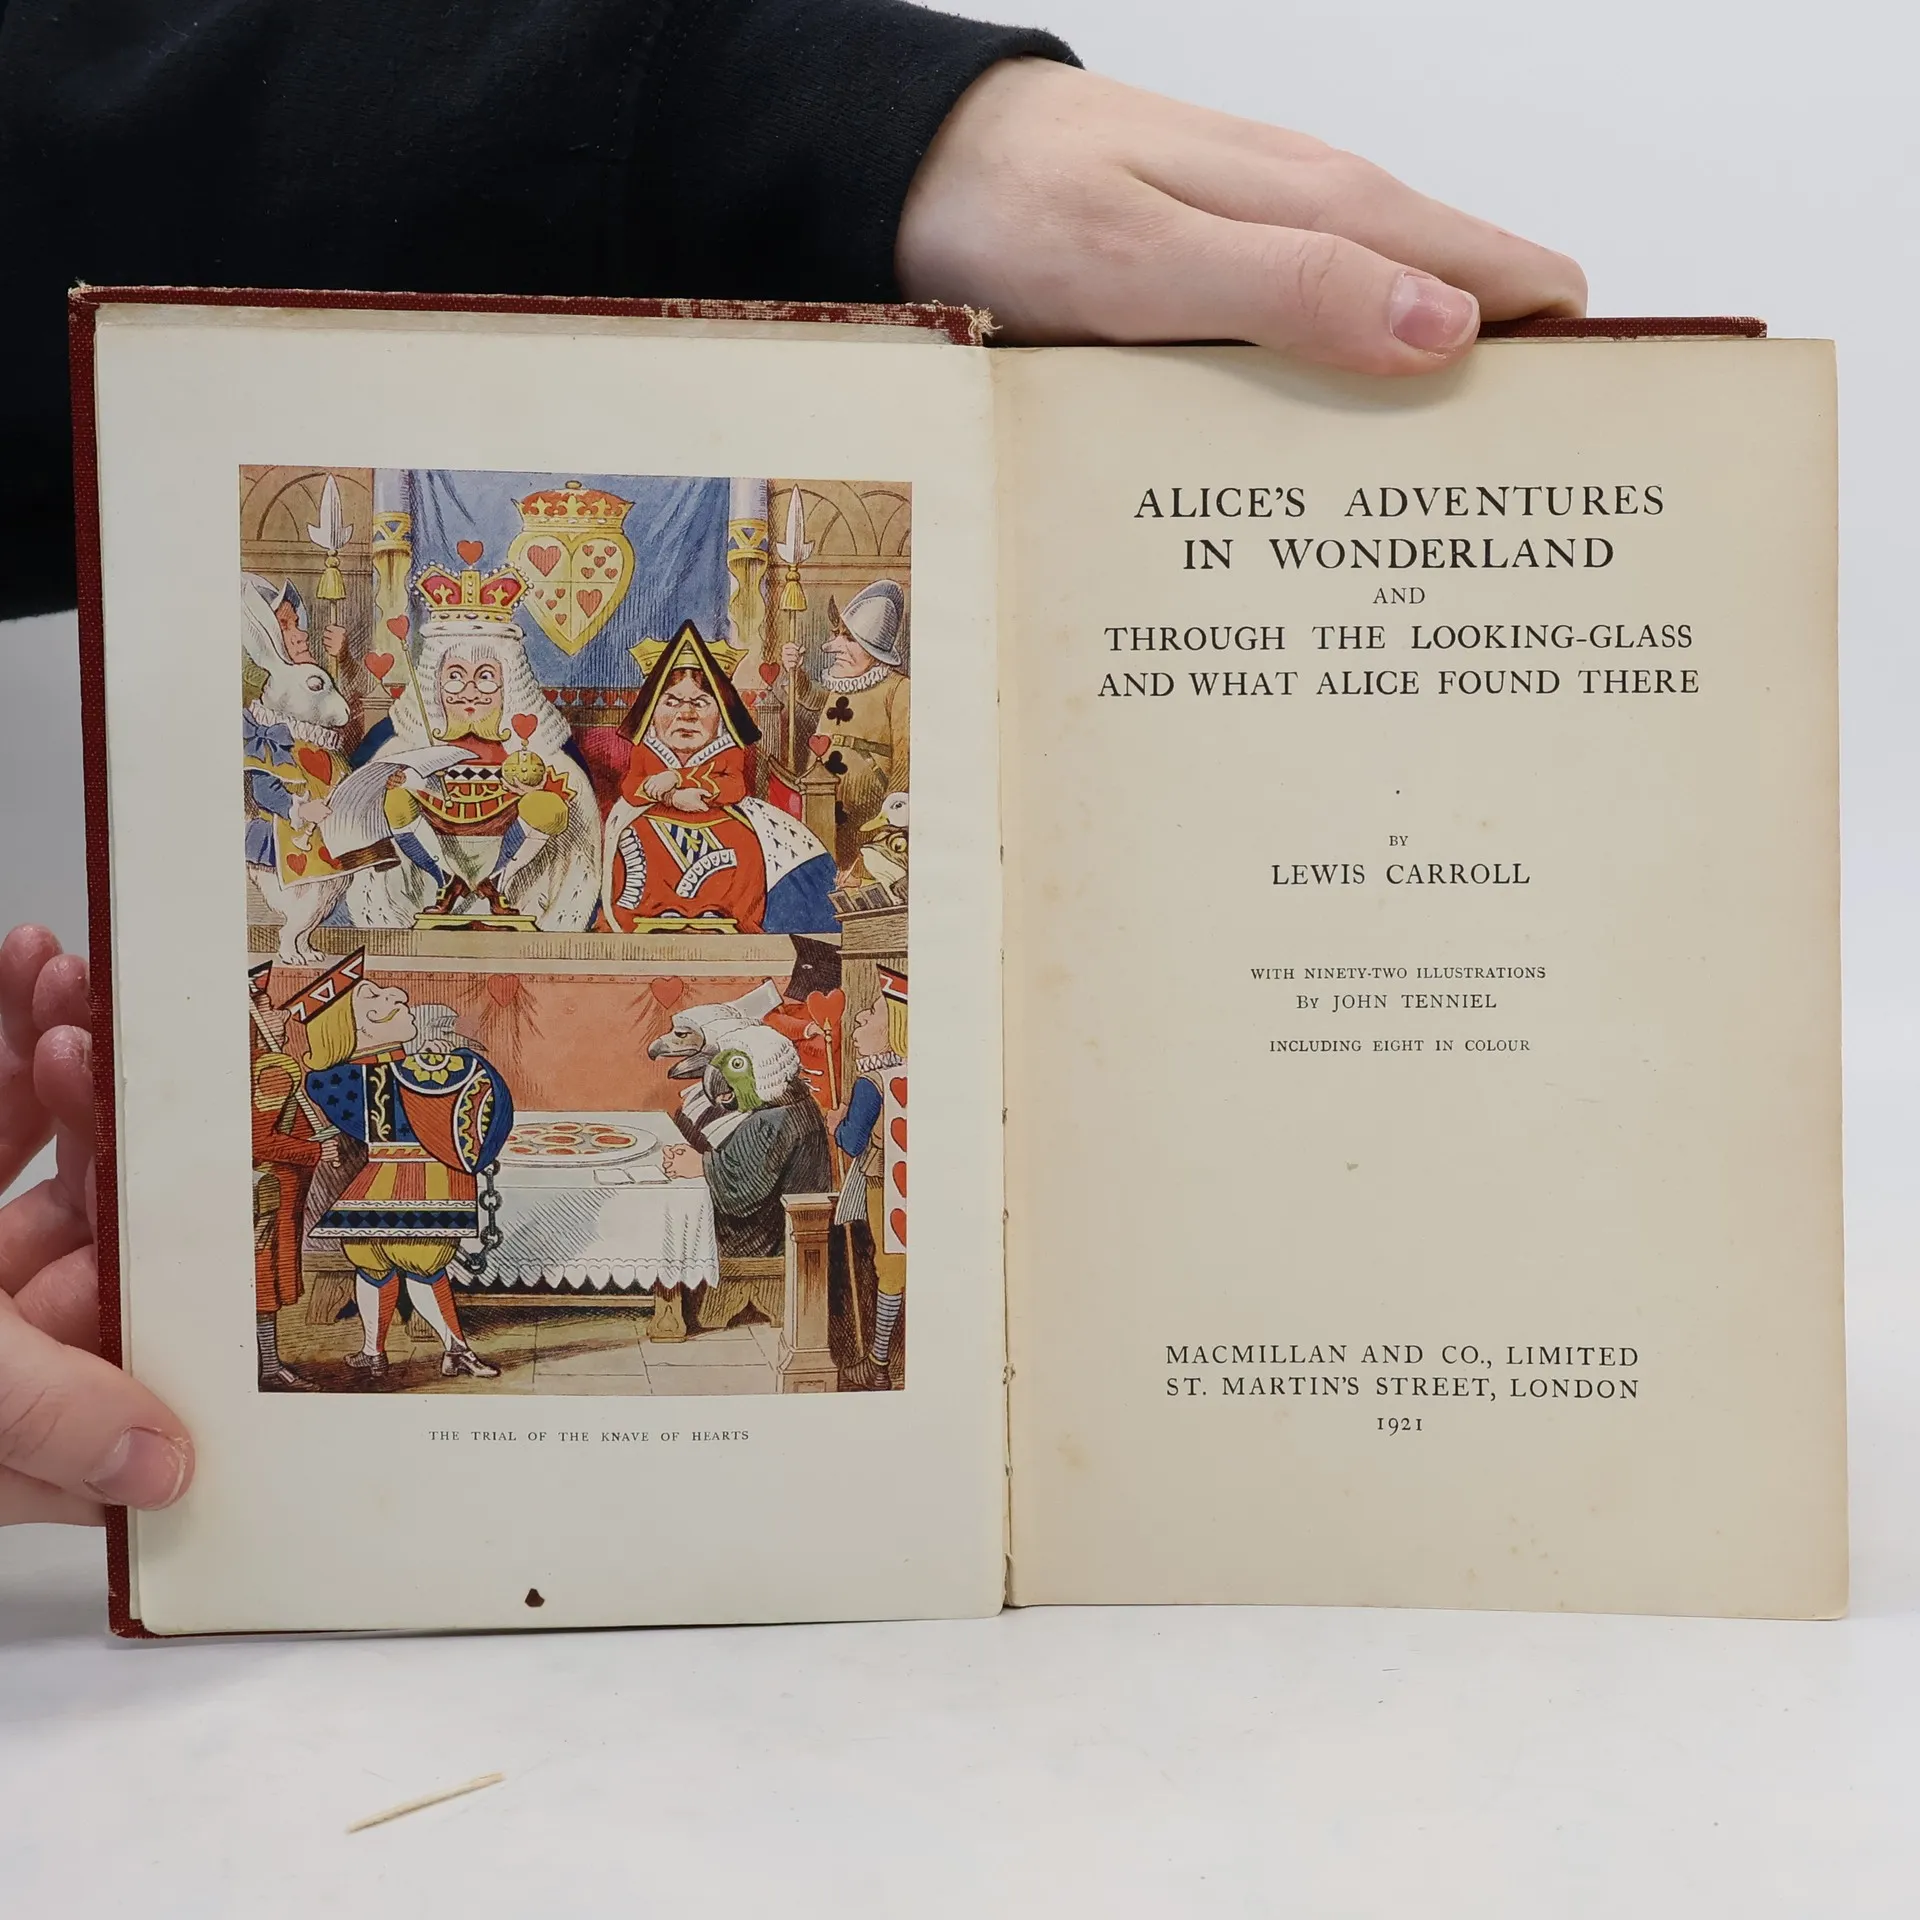 THE TRIAL OF THE KNAVE OF HEARTS
ALICE'S ADVENTURES
IN WONDERLAND
AND
THROUGH THE LOOKING-GLASS
AND WHAT ALICE FOUND THERE
BY
LEWIS CARROLL
WITH NINETY-TWO ILLUSTRATIONS
BY JOHN TENNIEL
INCLUDING EIGHT IN COLOUR
MACMILLAN AND CO., LIMITED
ST. MARTIN'S STREET, LONDON
1921